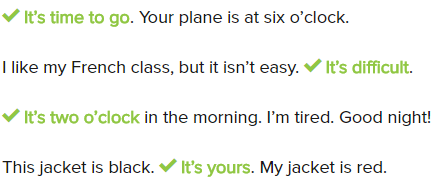 ✔ It's time to go. Your plane is at six o'clock.
I like my French class, but it isn't easy. ✔ It's difficult.
✔ It's two o'clock in the morning. I'm tired. Good night!
This jacket is black. ✔ It's yours. My jacket is red.